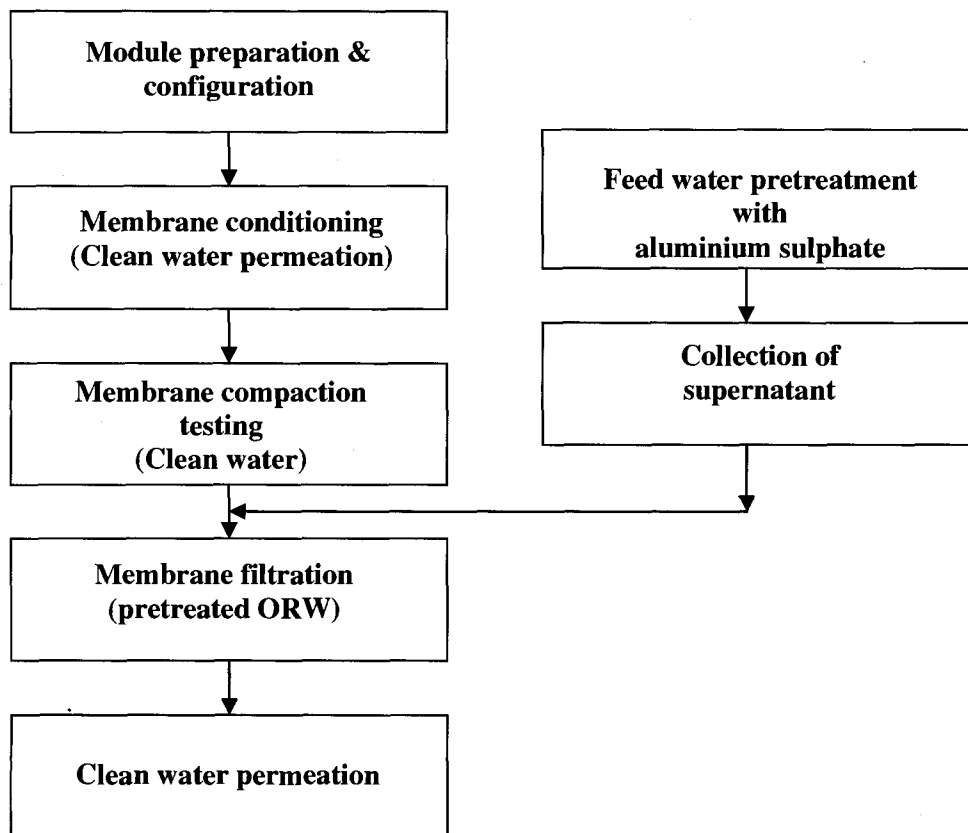 Module preparation &
configuration
Membrane conditioning
(Clean water permeation)
Membrane compaction
testing
(Clean water)
Feed water pretreatment
with
aluminium sulphate
Collection of
supernatant
Membrane filtration
(pretreated ORW)
Clean water permeation